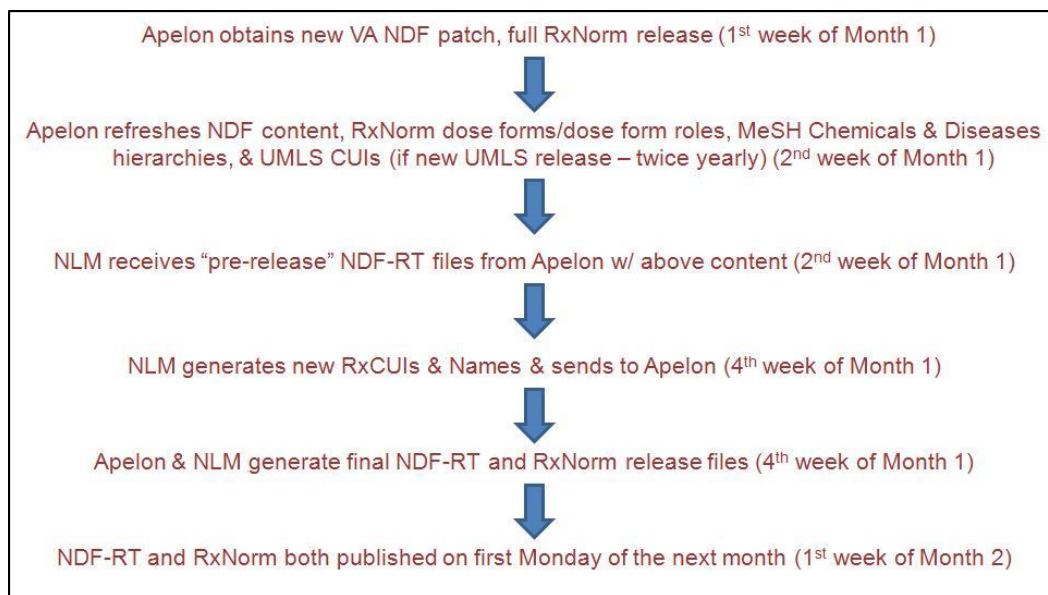 Apelon obtains new VA NDF patch, full RxNorm release (1st week of Month 1)
Apelon refreshes NDF content, RxNorm dose forms/dose form roles, MeSH Chemicals & Diseases
hierarchies, & UMLS CUIs (if new UMLS release – twice yearly) (2nd week of Month 1)
NLM receives “pre-release” NDF-RT files from Apelon w/ above content (2nd week of Month 1)
NLM generates new RxCUIs & Names & sends to Apelon (4th week of Month 1)
Apelon & NLM generate final NDF-RT and RxNorm release files (4th week of Month 1)
NDF-RT and RxNorm both published on first Monday of the next month (1st week of Month 2)